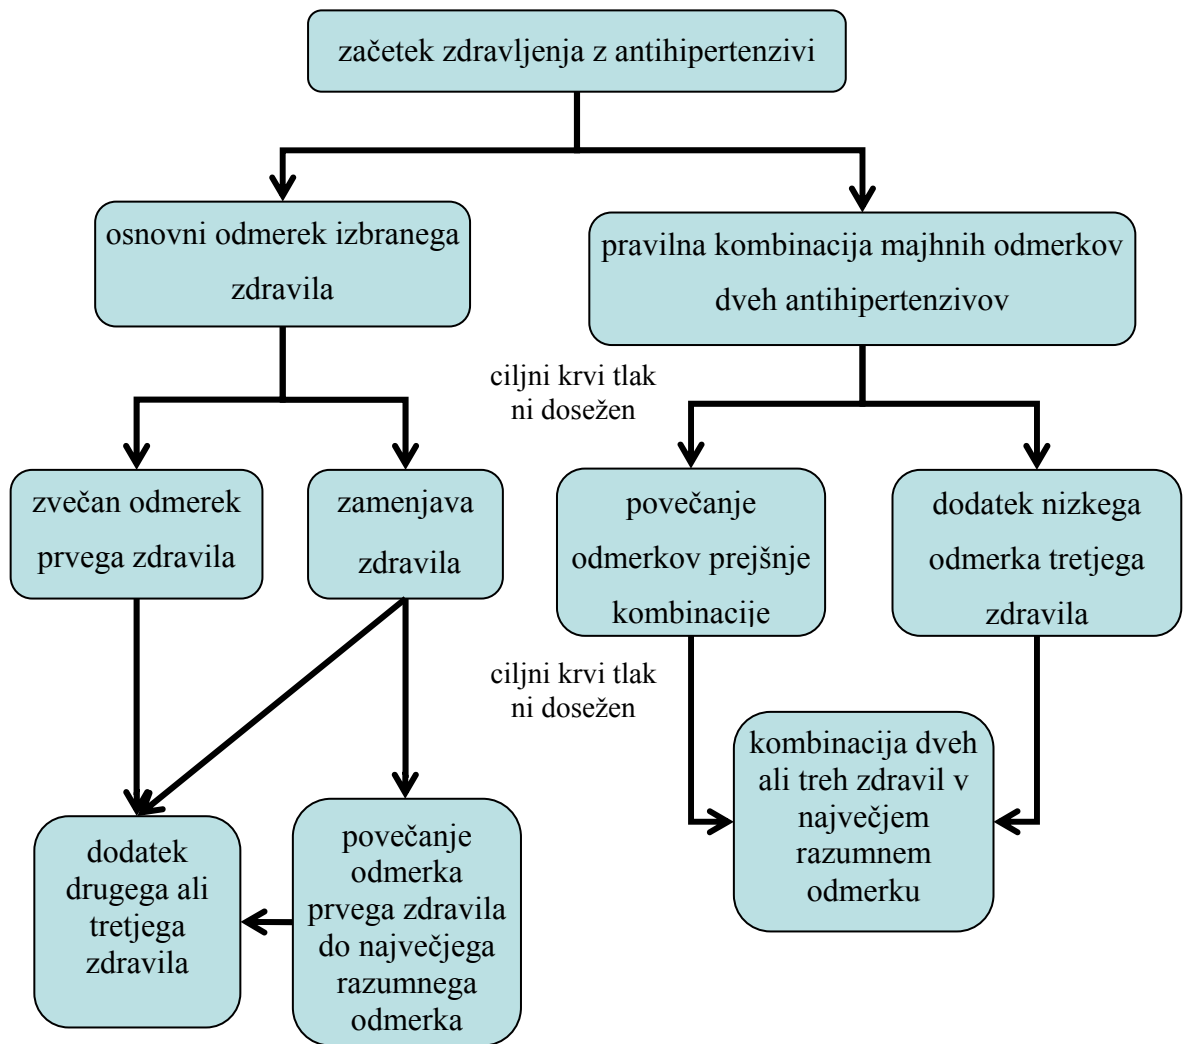 začetek zdravljenja z antihipertenzivi
osnovni odmerek izbranega
zdravila
pravilna kombinacija majhnih odmerkov
dveh antihipertenzivov
ciljni krvi tlak
ni dosežen
zvečan odmerek
prvega zdravila
zamenjava
zdravila
povečanje
odmerkov prejšnje
kombinacije
dodatek nizkega
odmerka tretjega
zdravila
ciljni krvi tlak
ni dosežen
dodatek
drugega ali
tretjega
zdravila
povečanje
odmerka
prvega zdravila
do največjega
razumnega
odmerka
kombinacija dveh
ali treh zdravil v
največjem
razumnem
odmerku